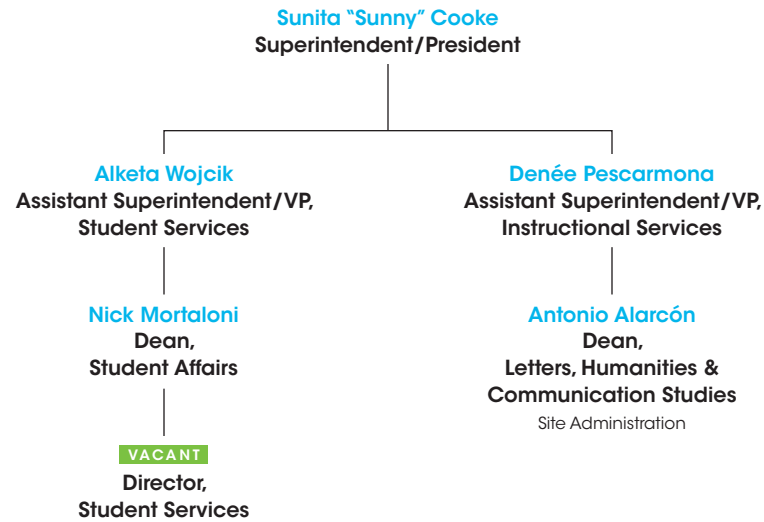 Sunita “Sunny” Cooke
Superintendent/President
Alketa Wojcik
Assistant Superintendent/VP,
Student Services
Denée Pescarmona
Assistant Superintendent/VP,
Instructional Services
Nick Mortaloni
Dean,
Student Affairs
Antonio Alarcón
Dean,
Letters, Humanities &
Communication Studies
Site Administration
VACANT
Director,
Student Services